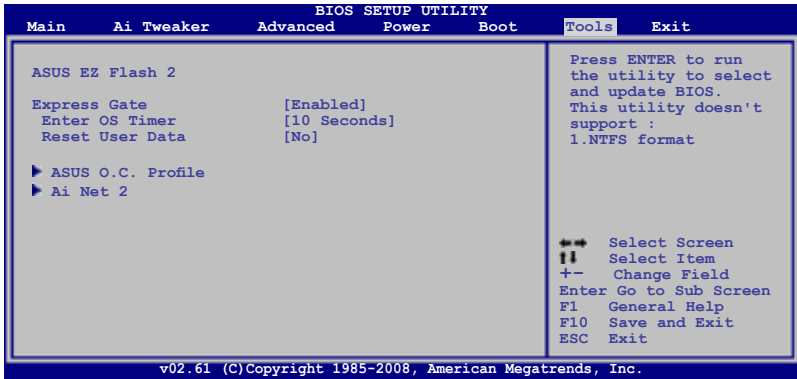 BIOS SETUP UTILITY
Main Ai Tweaker Advanced Power Boot Tools Exit
ASUS EZ Flash 2
Express Gate [Enabled]
Enter OS Timer [10 Seconds]
Reset User Data [No]
ASUS O.C. Profile
Ai Net 2
Press ENTER to run
the utility to select
and update BIOS.
This utility doesn't
support :
1.NTFS format
Select Screen
Select Item
+- Change Field
Enter Go to Sub Screen
F1 General Help
F10 Save and Exit
ESC Exit
v02.61 (C)Copyright 1985-2008, American Megatrends, Inc.